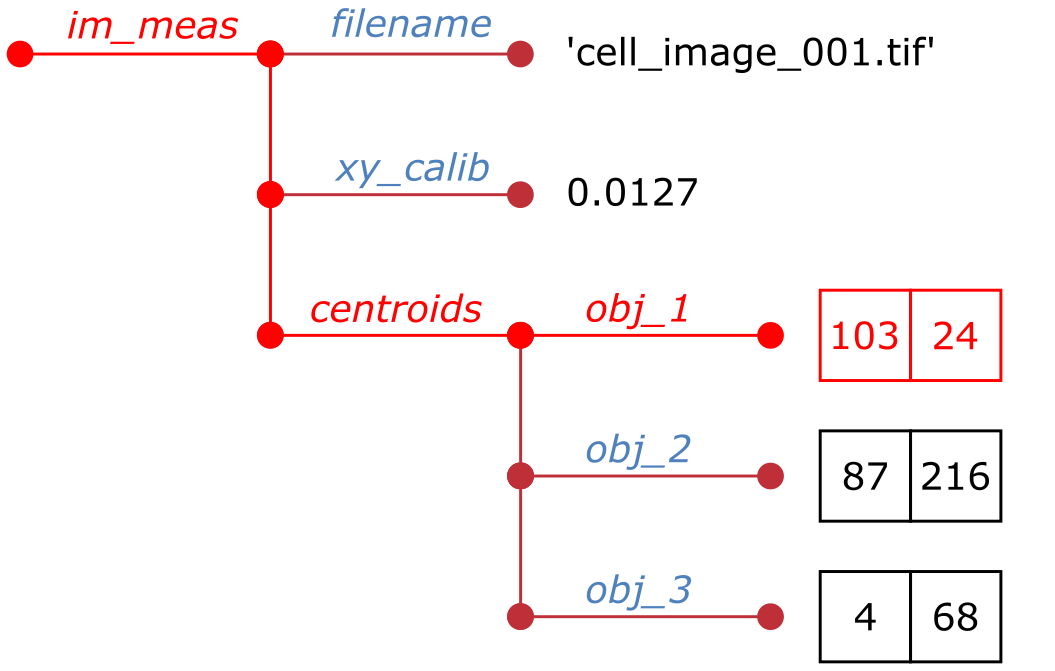 im_meas filename 'cell_image_001.tif'
xy_calib 0.0127
centroids obj_1 103 24
obj_2 87 216
obj_3 4 68